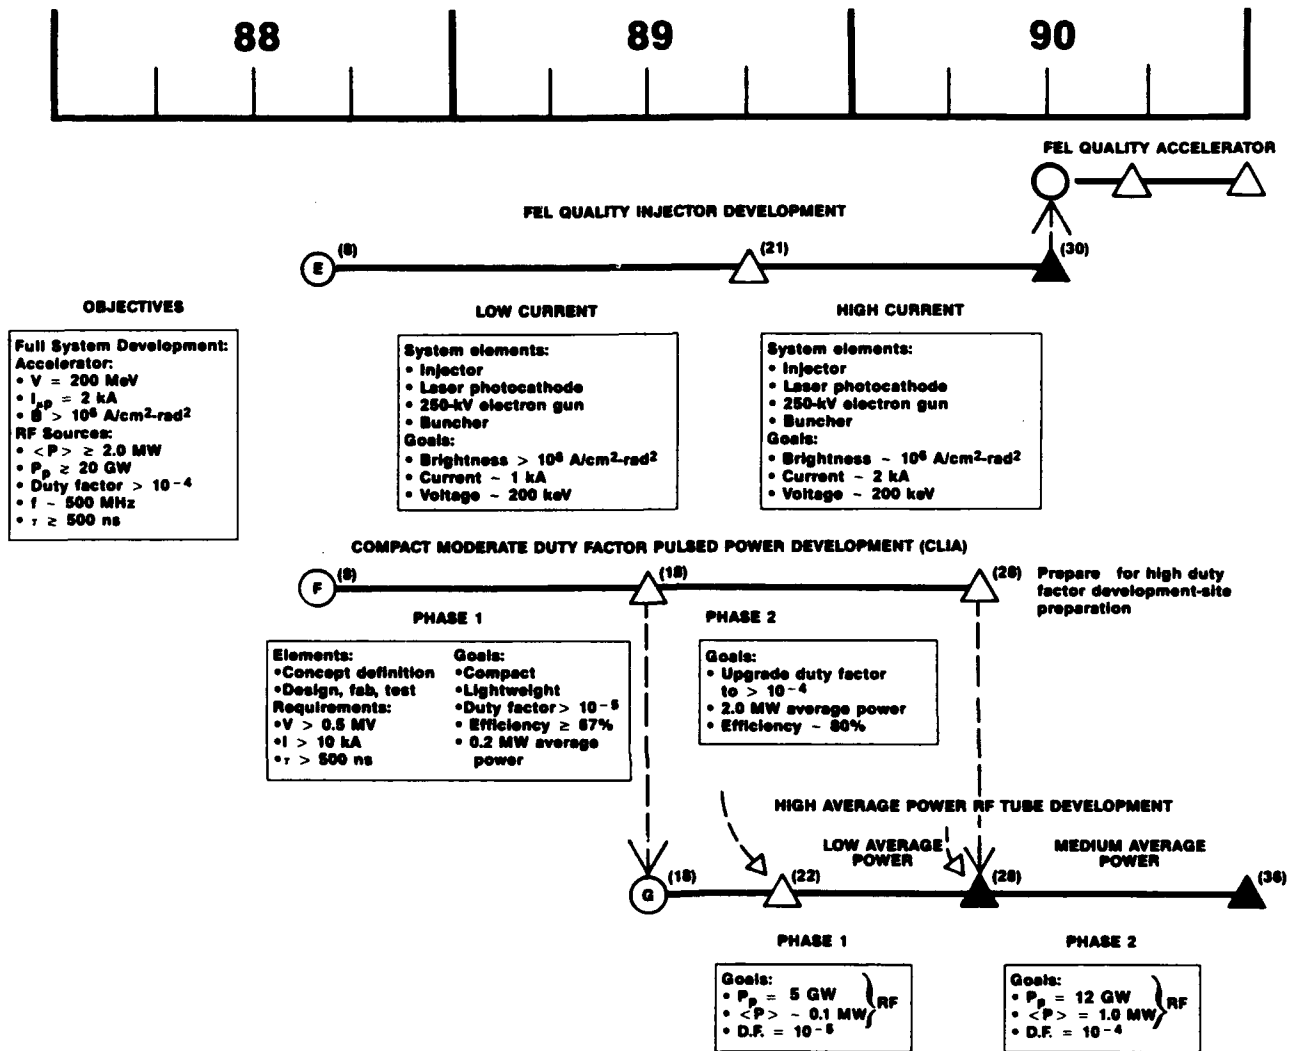 88
89
90
FEL QUALITY ACCELERATOR
FEL QUALITY INJECTOR DEVELOPMENT
E
(8)
(21)
(30)
OBJECTIVES
Full System Development:
Accelerator:
• V = 200 MeV
• Iμp = 2 kA
• B > 10⁶ A/cm²-rad²
RF Sources:
• <P> ≥ 2.0 MW
• Pp ≥ 20 GW
• Duty factor > 10⁻⁴
• f ~ 500 MHz
• τ ≥ 500 ns
LOW CURRENT
System elements:
• Injector
• Laser photocathode
• 250-kV electron gun
• Buncher
Goals:
• Brightness > 10⁶ A/cm²-rad²
• Current ~ 1 kA
• Voltage ~ 200 keV
HIGH CURRENT
System elements:
• Injector
• Laser photocathode
• 250-kV electron gun
• Buncher
Goals:
• Brightness ~ 10⁶ A/cm²-rad²
• Current ~ 2 kA
• Voltage ~ 200 keV
COMPACT MODERATE DUTY FACTOR PULSED POWER DEVELOPMENT (CLIA)
F
(8)
(18)
(28)
Prepare for high duty
factor development-site
preparation
PHASE 1
Elements:
•Concept definition
•Design, fab, test
Requirements:
•V > 0.5 MV
•I > 10 kA
•τ > 500 ns
Goals:
•Compact
•Lightweight
•Duty factor > 10⁻⁵
• Efficiency ≥ 67%
• 0.2 MW average
power
PHASE 2
Goals:
• Upgrade duty factor
to > 10⁻⁴
• 2.0 MW average power
• Efficiency ~ 80%
HIGH AVERAGE POWER RF TUBE DEVELOPMENT
LOW AVERAGE
POWER
MEDIUM AVERAGE
POWER
G
(18)
(22)
(28)
(36)
PHASE 1
Goals:
• Pp = 5 GW
• <P> ~ 0.1 MW
• D.F. = 10⁻⁵
RF
PHASE 2
Goals:
• Pp = 12 GW
• <P> = 1.0 MW
• D.F. = 10⁻⁴
RF